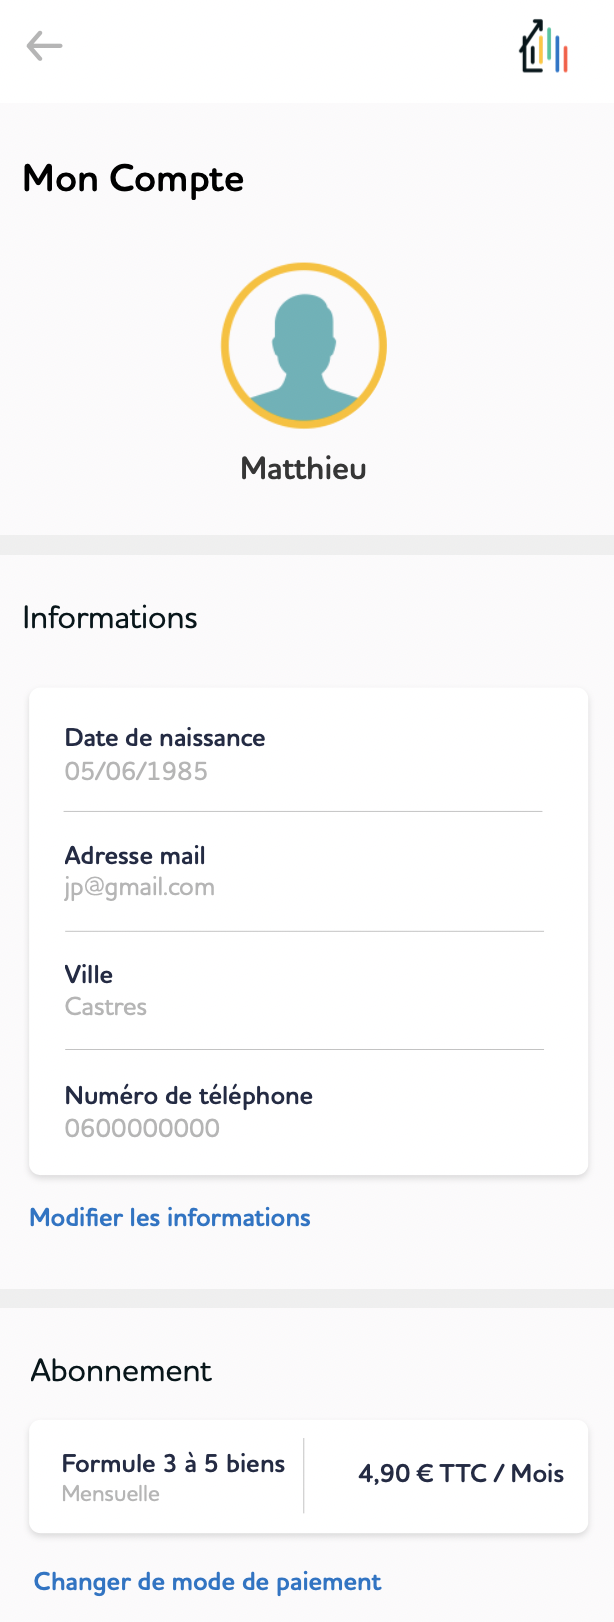 Mon Compte
Matthieu
Informations
Date de naissance
05/06/1985
Adresse mail
jp@gmail.com
Ville
Castres
Numéro de téléphone
0600000000
Modifier les informations
Abonnement
Formule 3 à 5 biens
Mensuelle
4,90 € TTC / Mois
Changer de mode de paiement